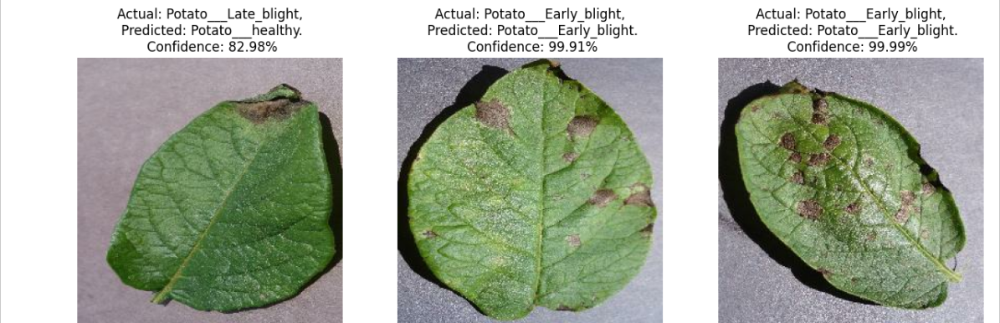 Actual: Potato___Late_blight,
Predicted: Potato___healthy.
Confidence: 82.98%
Actual: Potato___Early_blight,
Predicted: Potato___Early_blight.
Confidence: 99.91%
Actual: Potato___Early_blight,
Predicted: Potato___Early_blight.
Confidence: 99.99%